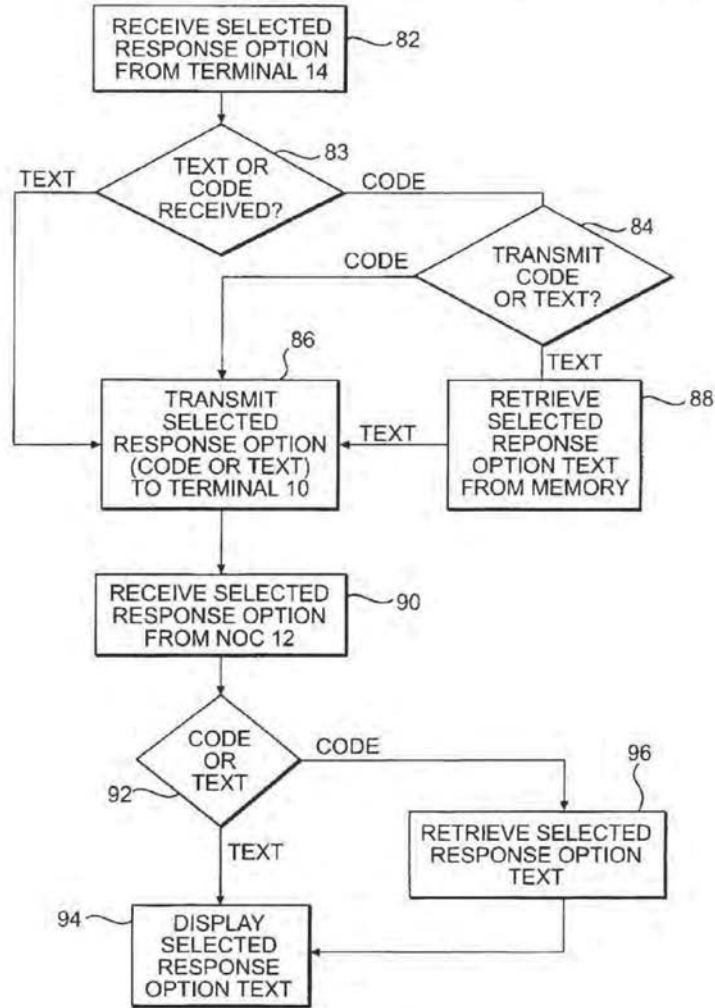 RECEIVE SELECTED
RESPONSE OPTION
FROM TERMINAL 14
82
TEXT OR
CODE
RECEIVED?
83
TEXT
CODE
84
TRANSMIT
CODE
OR TEXT?
CODE
TEXT
86
TRANSMIT
SELECTED
RESPONSE OPTION
(CODE OR TEXT)
TO TERMINAL 10
TEXT
RETRIEVE
SELECTED
REPONSE
OPTION TEXT
FROM MEMORY
88
RECEIVE SELECTED
RESPONSE OPTION
FROM NOC 12
90
CODE
OR
TEXT
92
CODE
TEXT
96
RETRIEVE SELECTED
RESPONSE OPTION
TEXT
94
DISPLAY
SELECTED
RESPONSE
OPTION TEXT